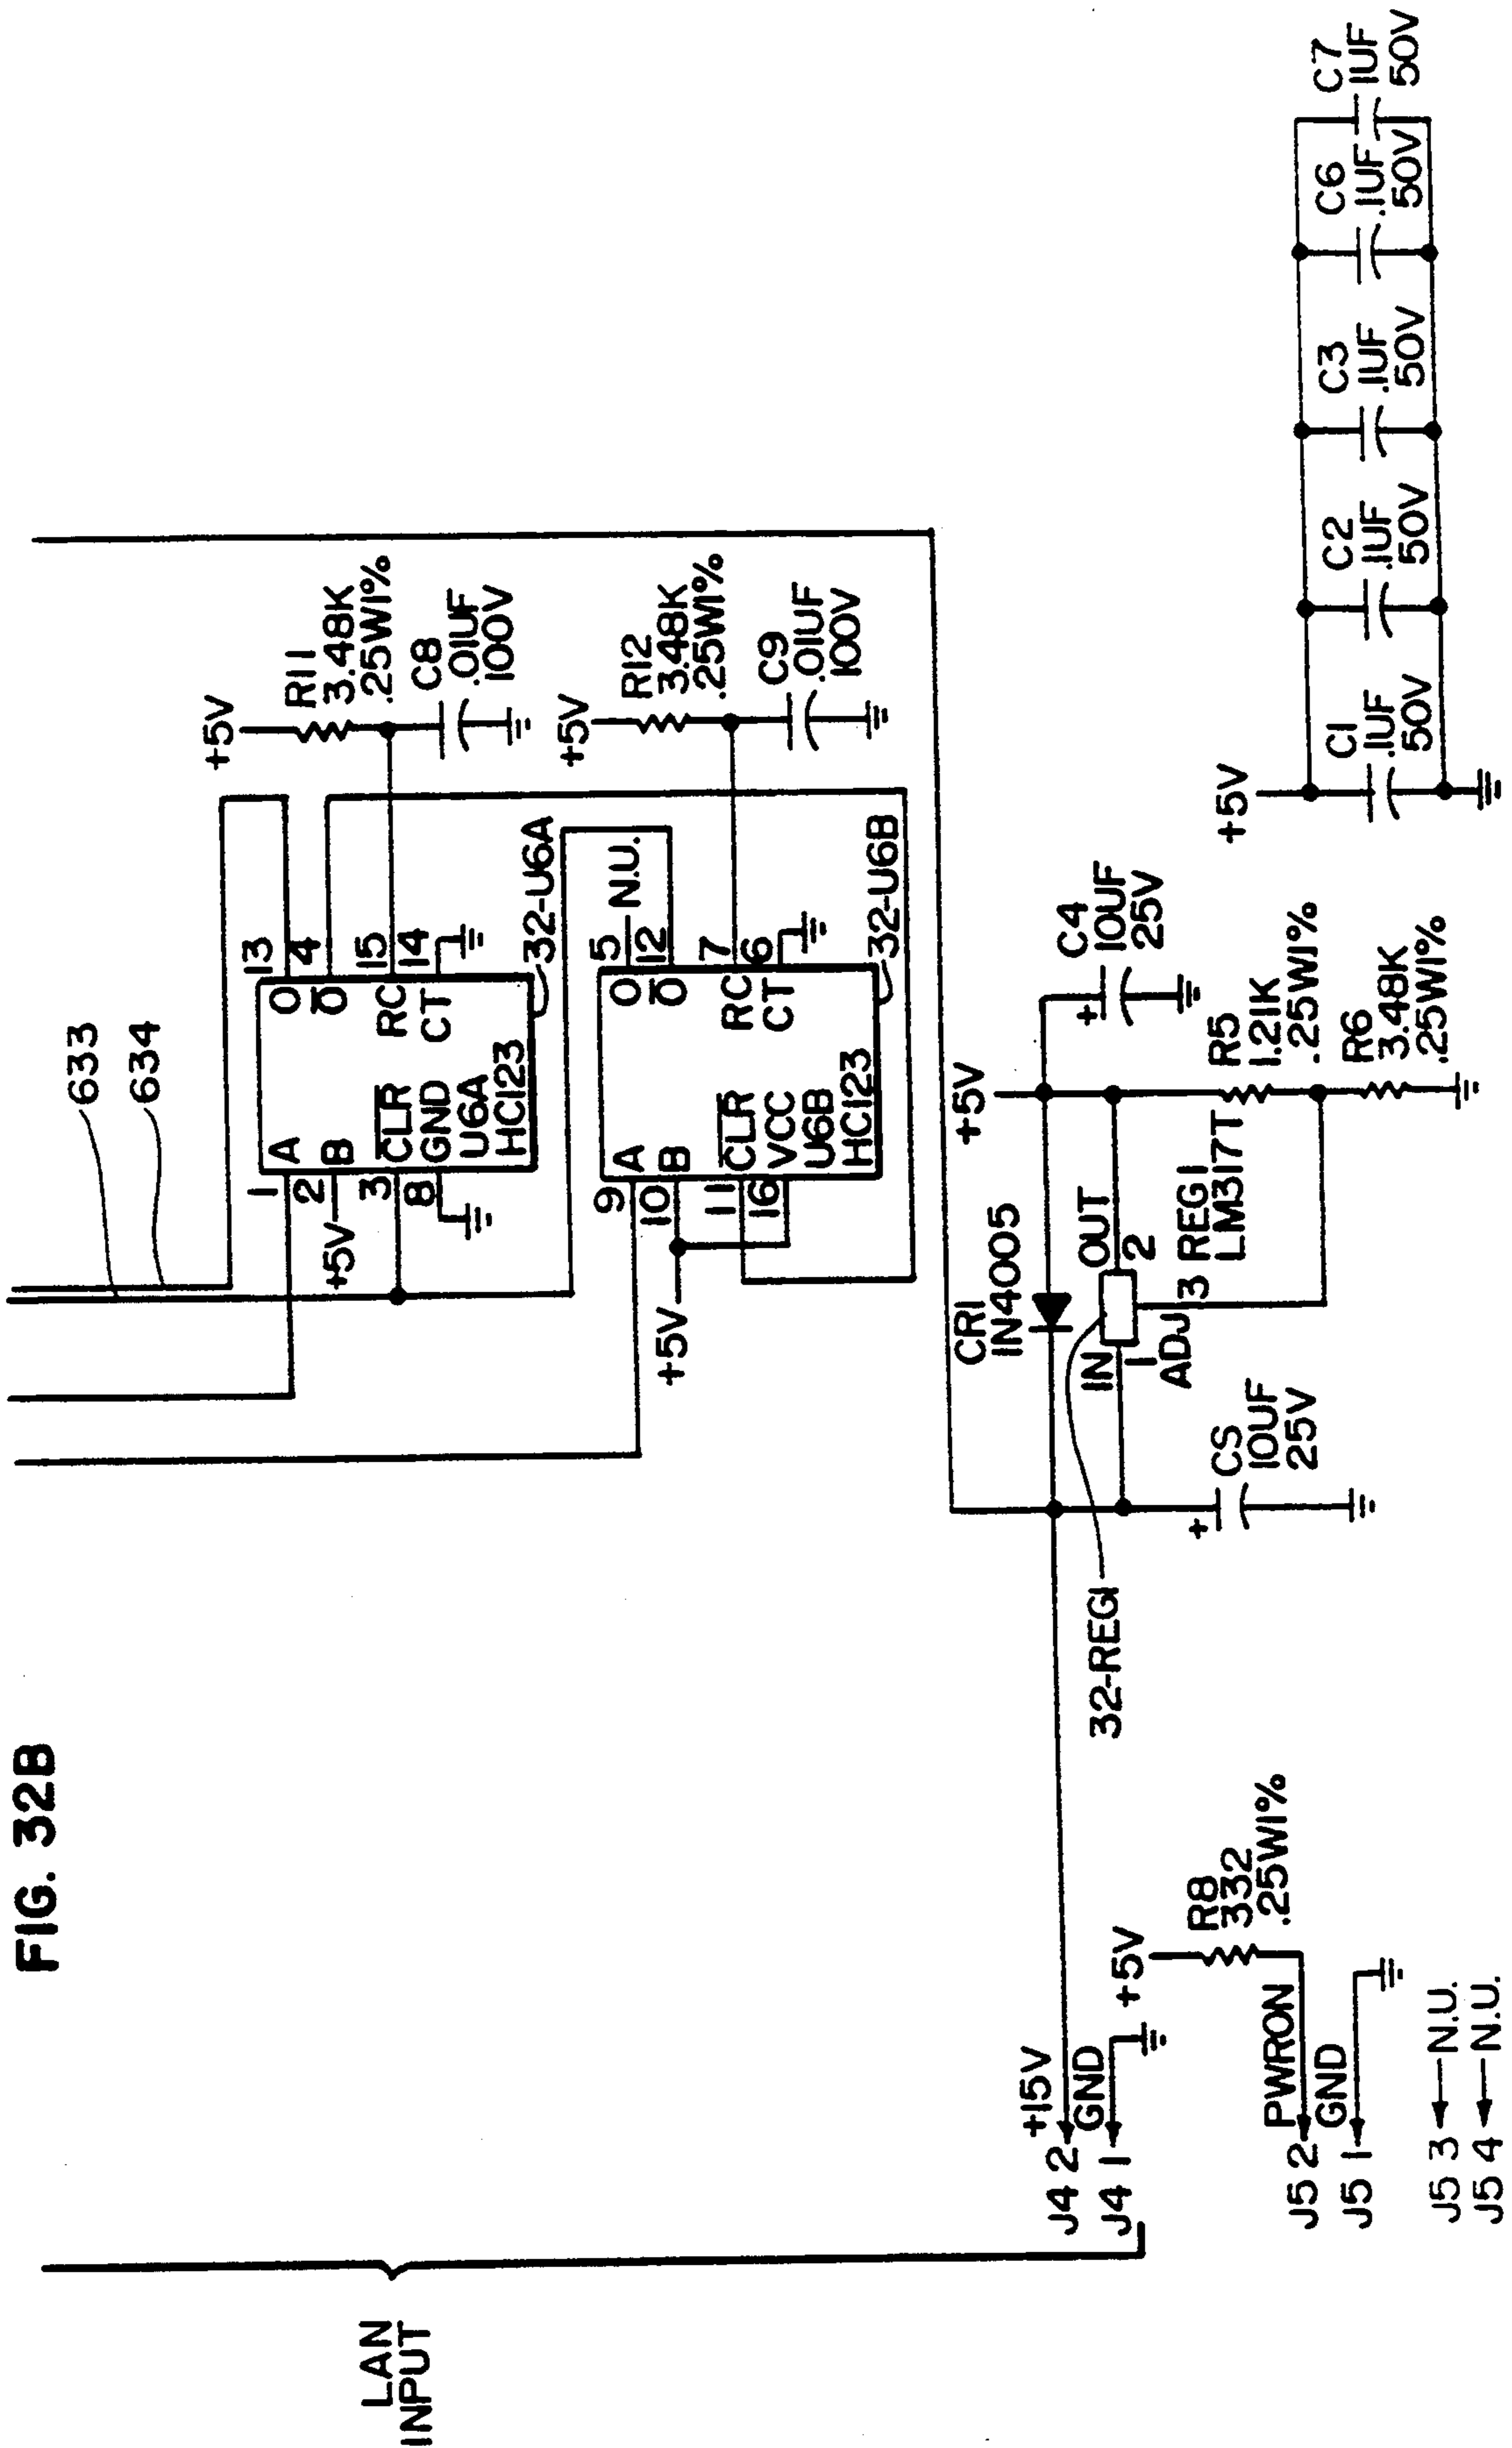 FIG. 32B
LAN
INPUT
633
634
1
2
+5V
3
8
A
B
CLR
GND
U6A
HC123
O
O
RC
CT
13
4
15
14
32-U6A
+5V
R11
3.48K
.25W1%
C8
.01UF
100V
9
10
11
16
+5V
A
B
CLR
VCC
U6B
HC123
O
O
RC
CT
5
N.U.
12
7
6
32-U6B
+5V
R12
3.48K
.25W1%
C9
.01UF
100V
J4 2
+15V
J4 1
GND
CR1
1N4005
IN
1
ADJ
OUT
2
3
REG1
LM317T
32-REG1
CS
10UF
25V
+5V
C4
10UF
25V
R5
1.21K
.25W1%
R6
3.48K
.25W1%
+5V
R8
332
.25W1%
J5 2
PWRON
J5 1
GND
J5 3
N.U.
J5 4
N.U.
+5V
C1
.1UF
50V
C2
.1UF
50V
C3
.1UF
50V
C6
.1UF
50V
C7
.1UF
50V